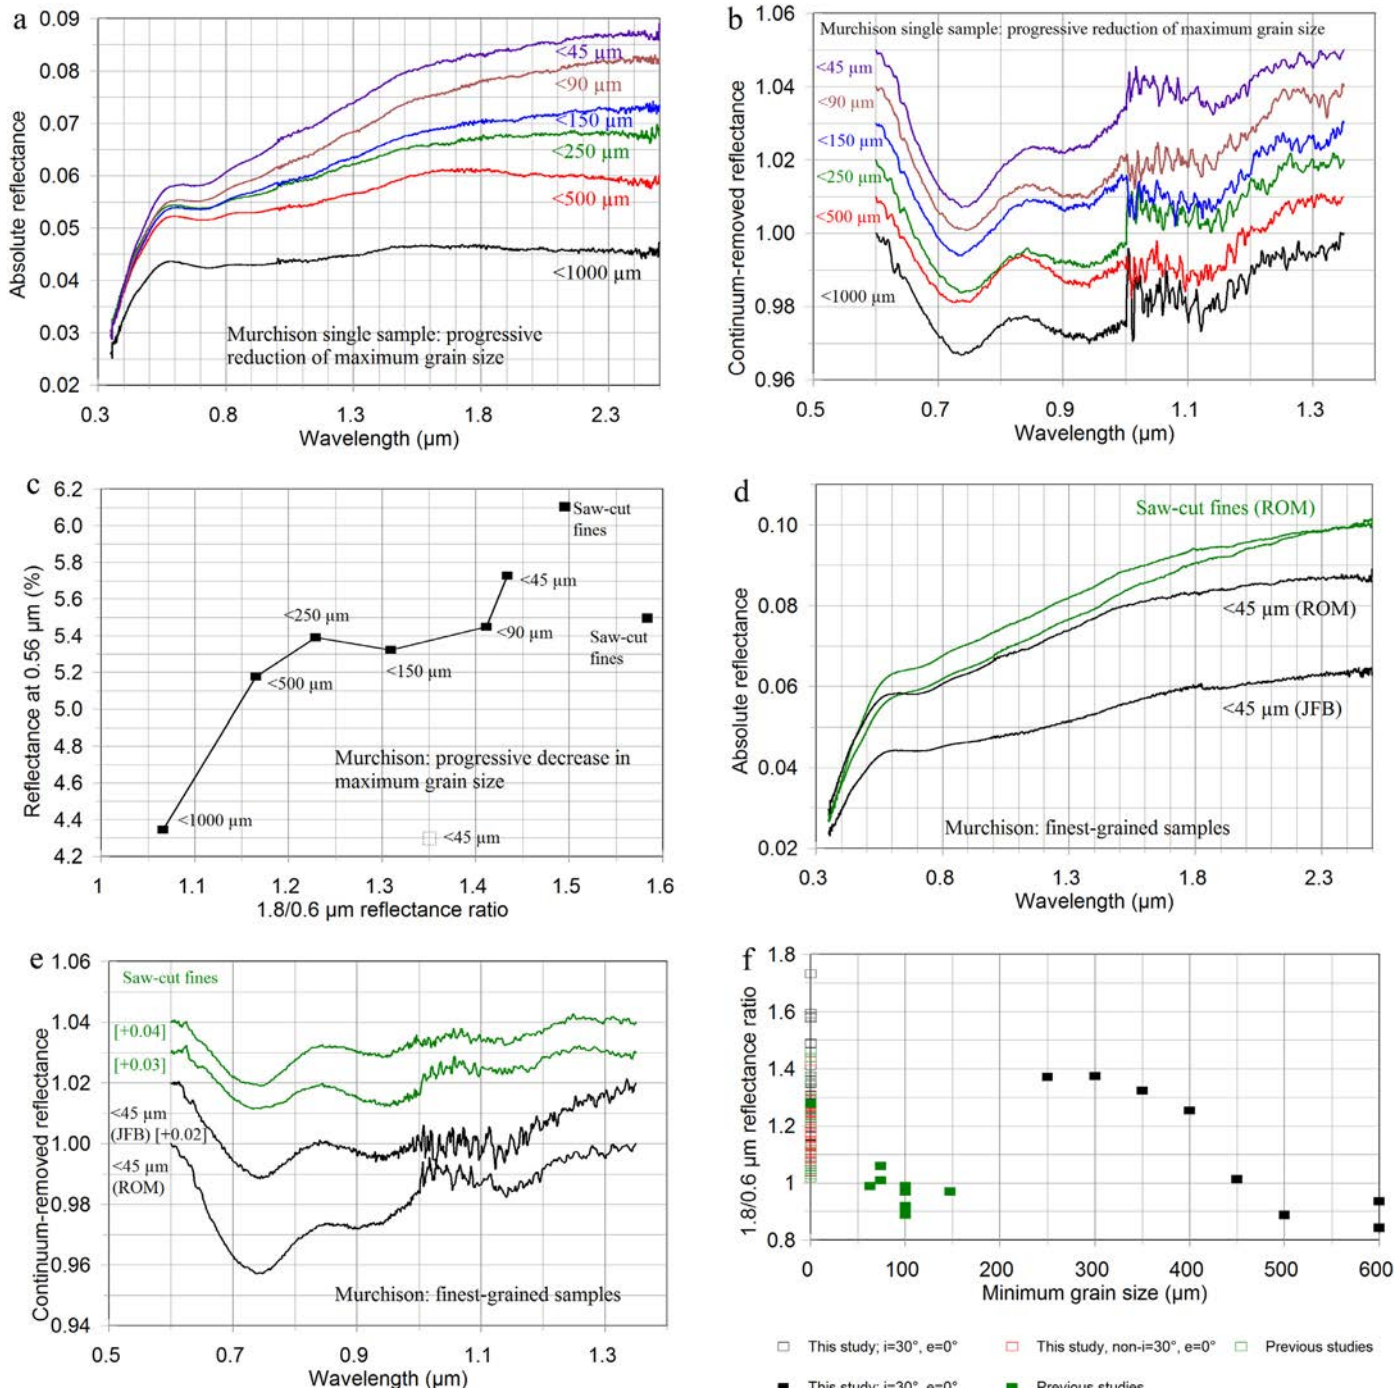 a
0.09
0.08
0.07
0.06
0.05
0.04
0.03
0.02
Absolute reflectance
<45 µm
<90 µm
<150 µm
<250 µm
<500 µm
<1000 µm
Murchison single sample: progressive
reduction of maximum grain size
0.3
0.8
1.3
1.8
2.3
Wavelength (µm)
b
1.06
1.04
1.02
1.00
0.98
0.96
Continuum-removed reflectance
Murchison single sample: progressive reduction of maximum grain size
<45 µm
<90 µm
<150 µm
<250 µm
<500 µm
<1000 µm
0.5
0.7
0.9
1.1
1.3
Wavelength (µm)
c
6.2
6.0
5.8
5.6
5.4
5.2
5.0
4.8
4.6
4.4
4.2
Reflectance at 0.56 µm (%)
Saw-cut
fines
<45 µm
<250 µm
<90 µm
Saw-cut
fines
<150 µm
<500 µm
Murchison: progressive decrease in
maximum grain size
<1000 µm
<45 µm
1
1.1
1.2
1.3
1.4
1.5
1.6
1.8/0.6 µm reflectance ratio
d
0.10
0.08
0.06
0.04
0.02
Absolute reflectance
Saw-cut fines (ROM)
<45 µm (ROM)
<45 µm (JFB)
Murchison: finest-grained samples
0.3
0.8
1.3
1.8
2.3
Wavelength (µm)
e
1.06
1.04
1.02
1.00
0.98
0.96
0.94
Continuum-removed reflectance
Saw-cut fines
[+0.04]
[+0.03]
<45 µm
(JFB) [+0.02]
<45 µm
(ROM)
Murchison: finest-grained samples
0.5
0.7
0.9
1.1
1.3
Wavelength (µm)
f
1.8
1.6
1.4
1.2
1
0.8
1.8/0.6 µm reflectance ratio
0
100
200
300
400
500
600
Minimum grain size (µm)
This study; i=30°, e=0°
This study, non-i=30°, e=0°
Previous studies
This study; i=30°, e=0°
Previous studies